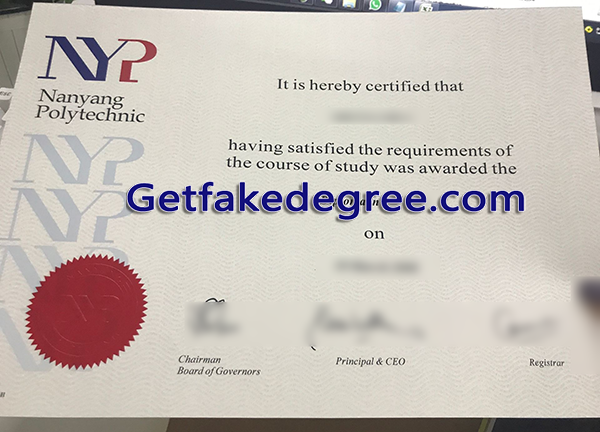 NYP
Nanyang
Polytechnic
It is hereby certified that
having satisfied the requirements of
the course of study was awarded the
Getfakedegree.com
on
Chairman
Board of Governors
Principal & CEO
Registrar